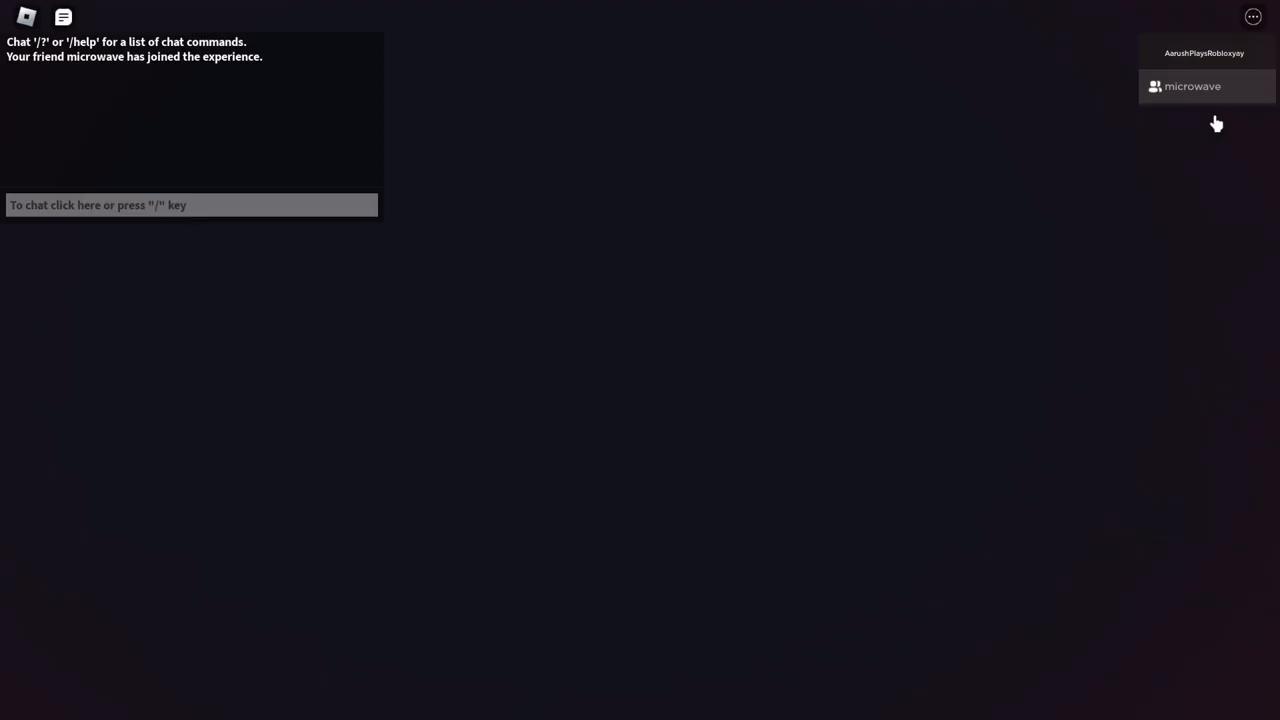 Chat '/?' or '/help' for a list of chat commands.
Your friend microwave has joined the experience.
AarushPlaysRobloxyay
microwave
To chat click here or press "/" key